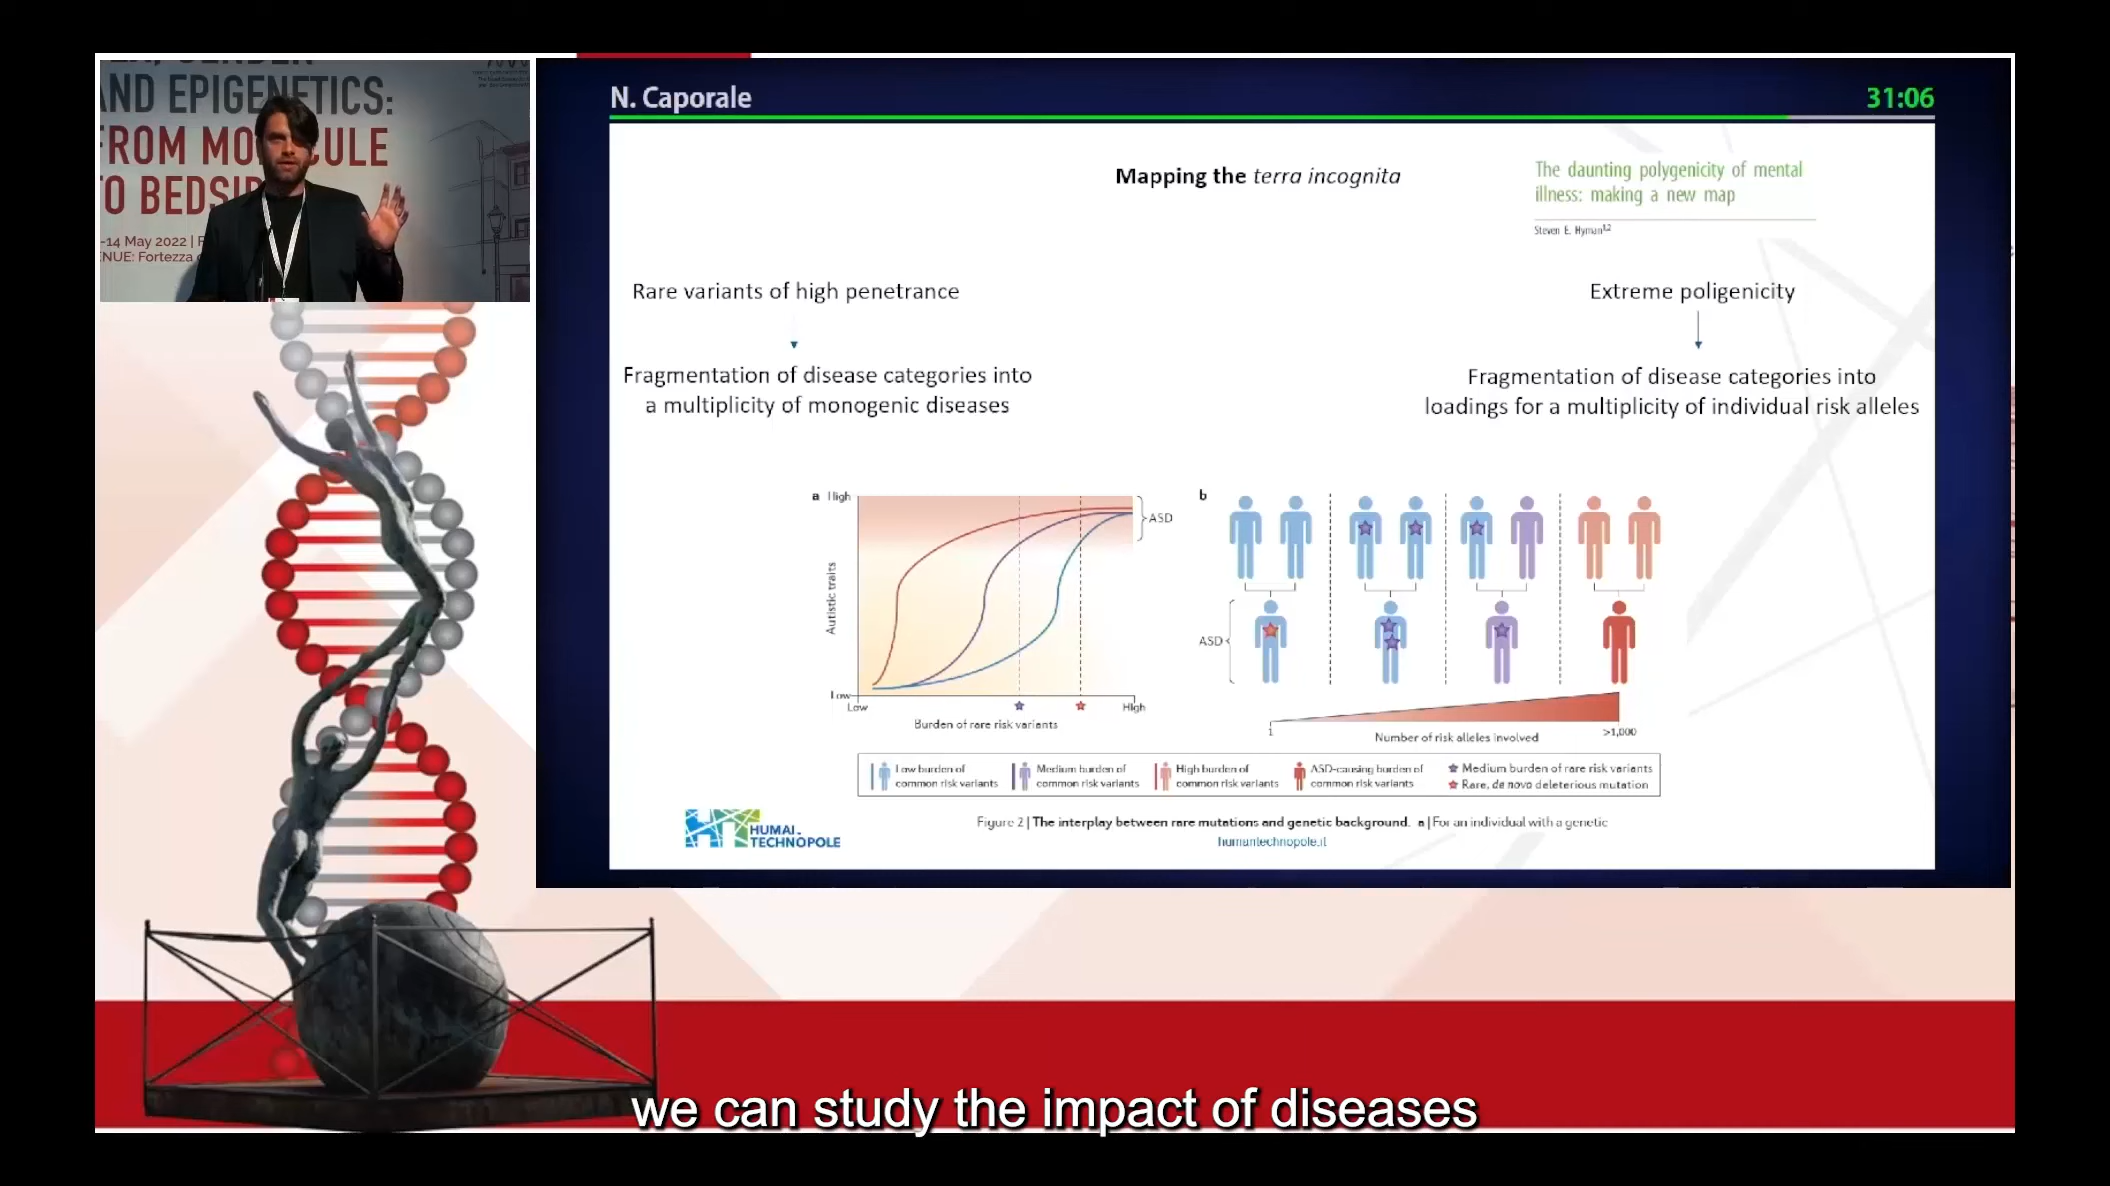 AND EPIGENETICS:
FROM MOLECULE
TO BEDSI
-14 May 2022 | F
ENUE: Fortezza
N. Caporale
31:06
Mapping the terra incognita
The daunting polygenicity of mental
illness: making a new map
Steven E. Hyman1,2
Rare variants of high penetrance
Fragmentation of disease categories into
a multiplicity of monogenic diseases
Extreme poligenicity
Fragmentation of disease categories into
loadings for a multiplicity of individual risk alleles
a High
ASD
Autistic traits
Low
Low
High
Burden of rare risk variants
b
ASD
1
>1,000
Number of risk alleles involved
Low burden of
common risk variants
Medium burden of
common risk variants
High burden of
common risk variants
ASD-causing burden of
common risk variants
Medium burden of rare risk variants
Rare, de novo deleterious mutation
Figure 2 | The interplay between rare mutations and genetic background. a | For an individual with a genetic
humantechnopole.it
TECHNOPOLE
we can study the impact of diseases